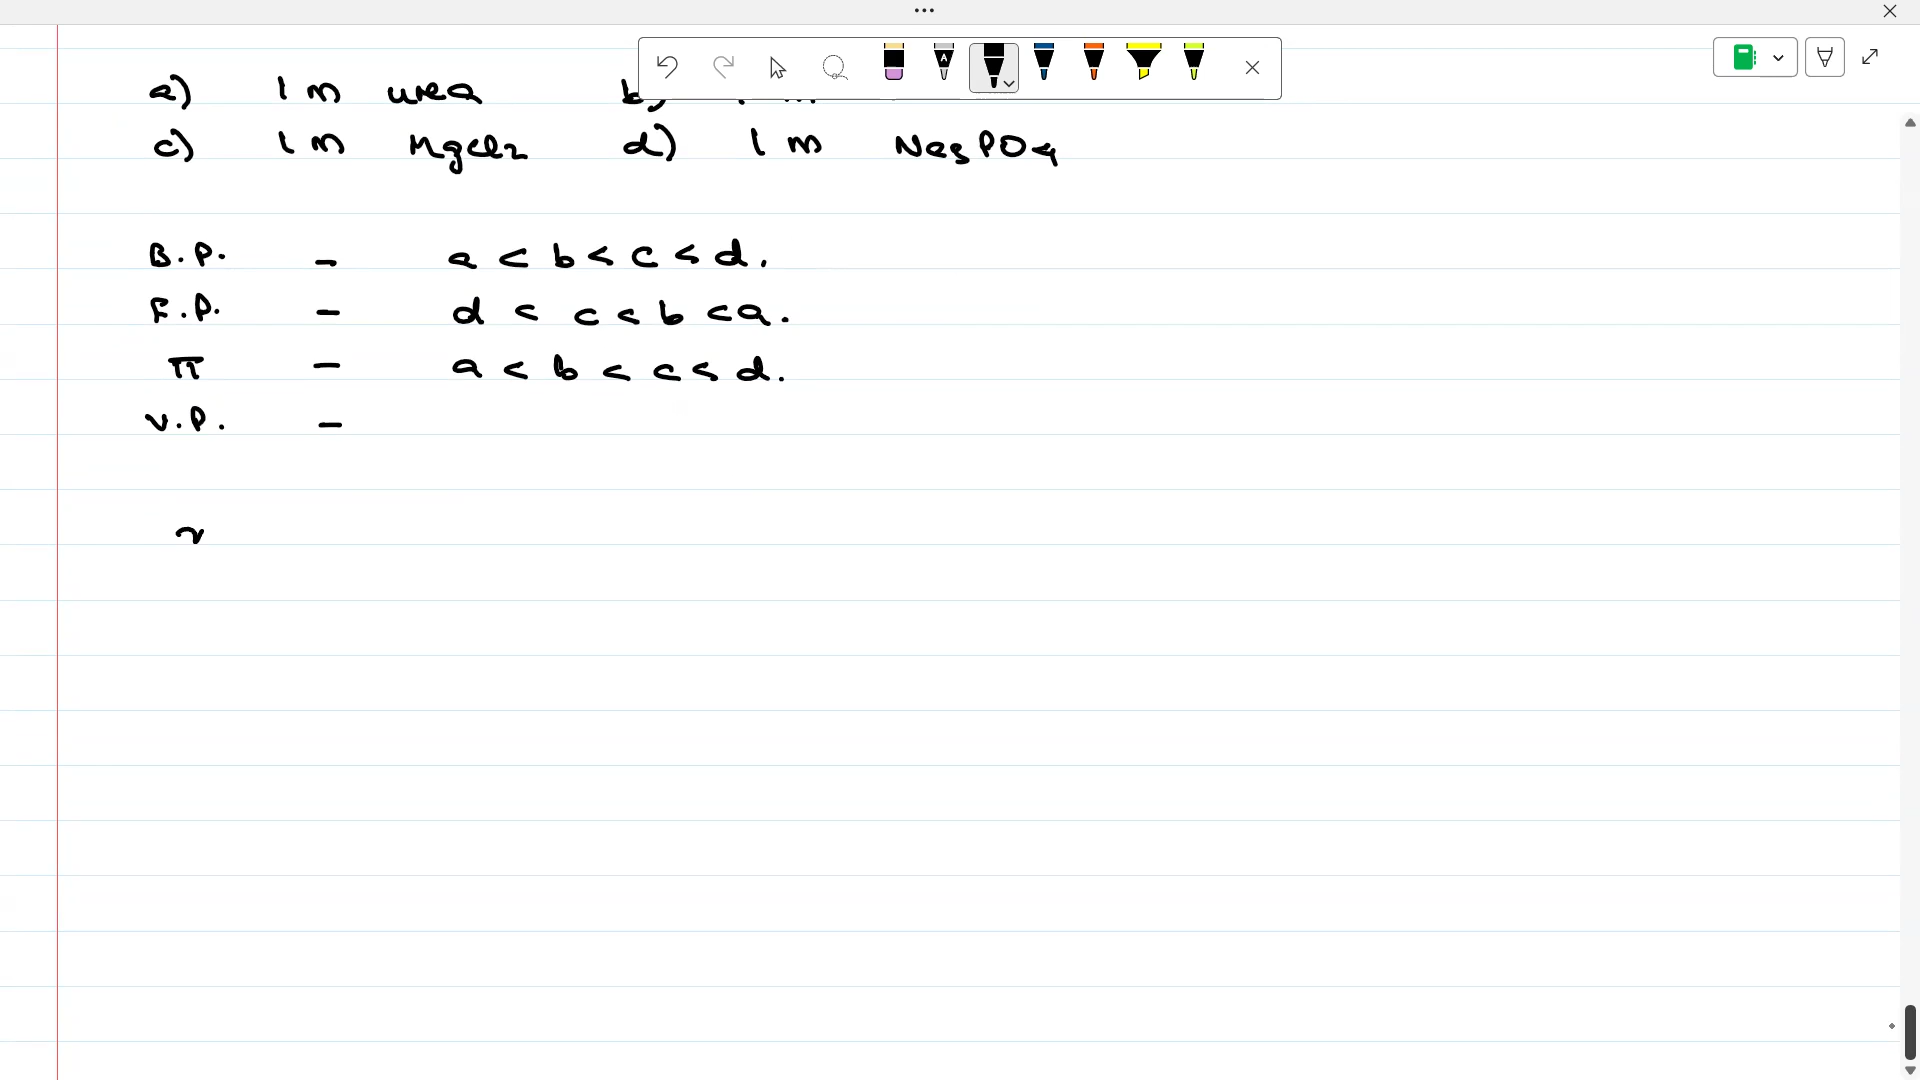 a) 1 m urea b)
c) 1 m MgCl2 d) 1 m Na3PO4
B.P. - a < b < c < d.
F.P. - d < c < b < a.
π - a < b < c < d.
V.P. -